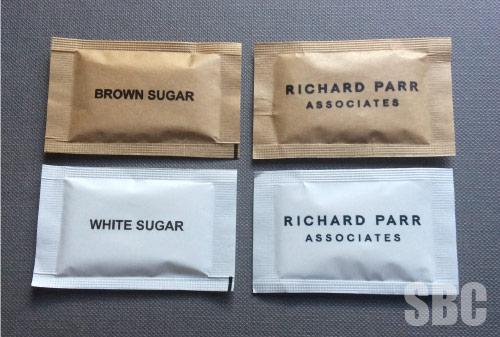 BROWN SUGAR
RICHARD PARR
ASSOCIATES
WHITE SUGAR
RICHARD PARR
ASSOCIATES
SBC